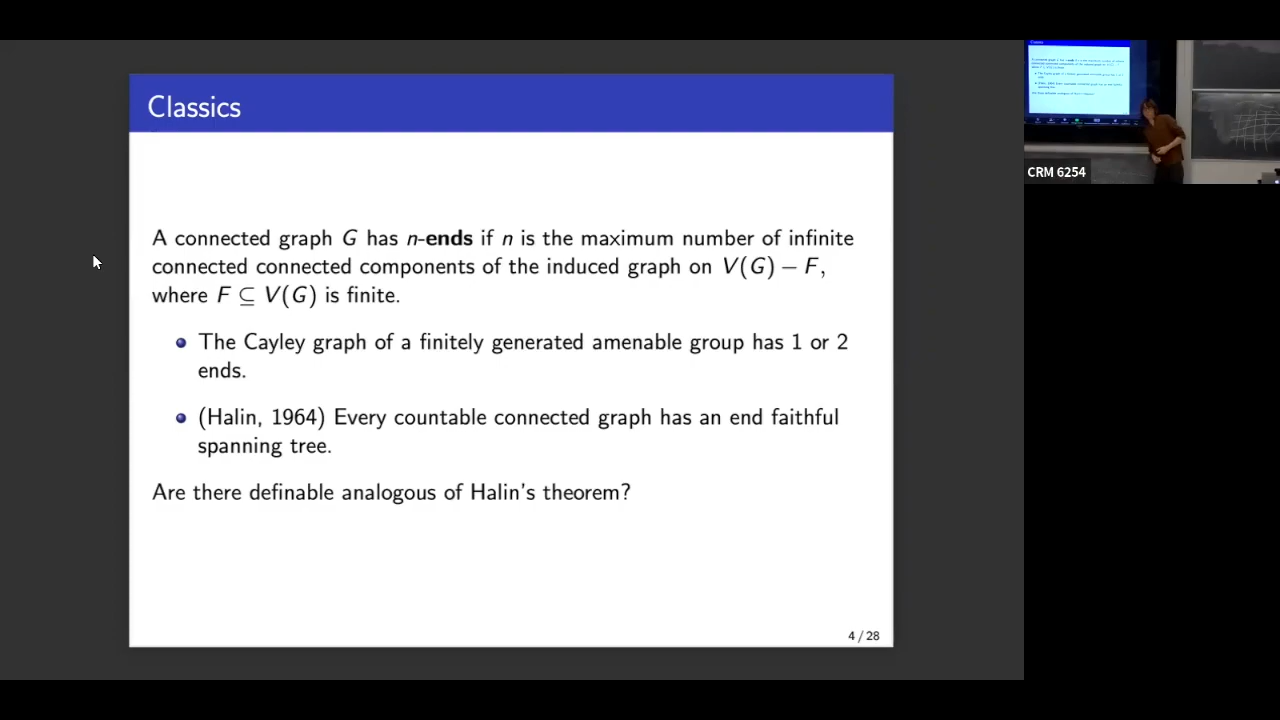 Classics
A connected graph G has n-ends if n is the maximum number of infinite
connected connected components of the induced graph on V(G) − F,
where F ⊆ V(G) is finite.
The Cayley graph of a finitely generated amenable group has 1 or 2
ends.
(Halin, 1964) Every countable connected graph has an end faithful
spanning tree.
Are there definable analogous of Halin's theorem?
4 / 28
CRM 6254